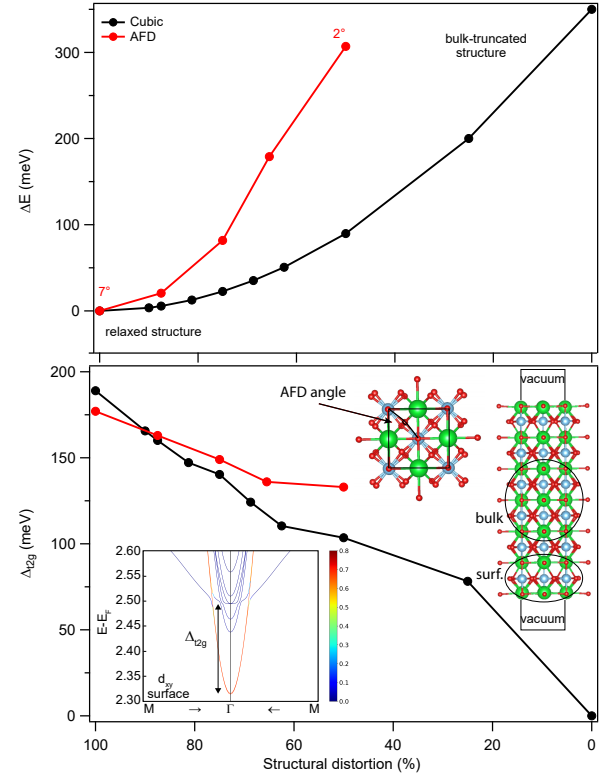 Cubic
AFD
2°
bulk-truncated
structure
300
200
100
0
ΔE (meV)
7°
relaxed structure
200
150
100
50
0
Δt2g (meV)
AFD angle
vacuum
bulk
surf.
vacuum
2.60
2.55
2.50
2.45
2.40
2.35
2.30
E-EF
Δt2g
dxy
surface
M → Γ ← M
0.8
0.7
0.6
0.5
0.4
0.3
0.2
0.1
0.0
100 80 60 40 20 0
Structural distortion (%)